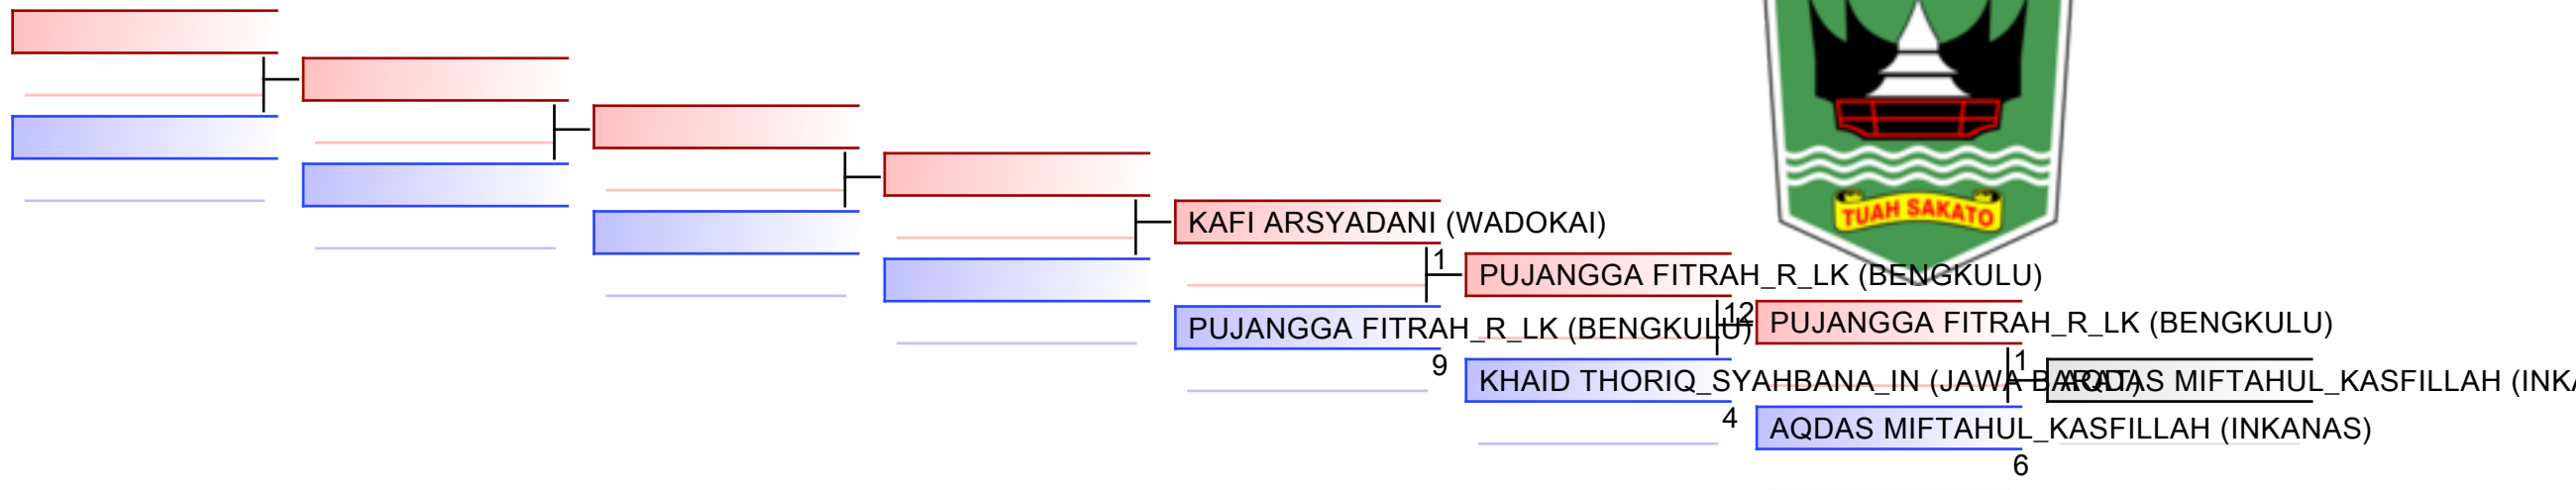 TUAH SAKATO
KAFI ARSYADANI (WADOKAI)
1
PUJANGGA FITRAH_R_LK (BENGKULU)
PUJANGGA FITRAH_R_LK (BENGKULU)
12
PUJANGGA FITRAH_R_LK (BENGKULU)
9
1
KHAID THORIQ_SYAHBANA_IN (JAWA BARAT)
AQDAS MIFTAHUL_KASFILLAH (INKA
4
AQDAS MIFTAHUL_KASFILLAH (INKANAS)
6